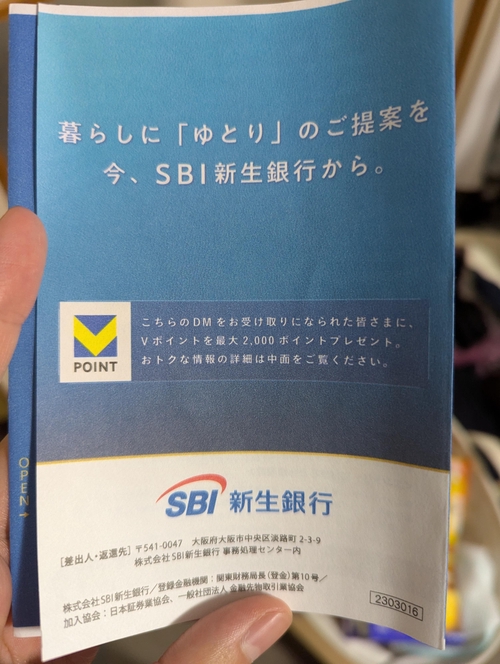 暮らしに「ゆとり」のご提案を
今、SBI新生銀行から。
POINT
こちらのDMをお受け取りになられた皆さまに、
Vポイントを最大2,000ポイントプレゼント。
おトクな情報の詳細は中面をご覧ください。
OPEN→
SBI 新生銀行
[差出人・返還先] 〒541-0047 大阪府大阪市中央区淡路町 2-3-9
株式会社SBI新生銀行 事務処理センター内
株式会社SBI新生銀行/登録金融機関:関東財務局長(登金)第10号/
加入協会:日本証券業協会、一般社団法人 金融先物取引業協会
2303016